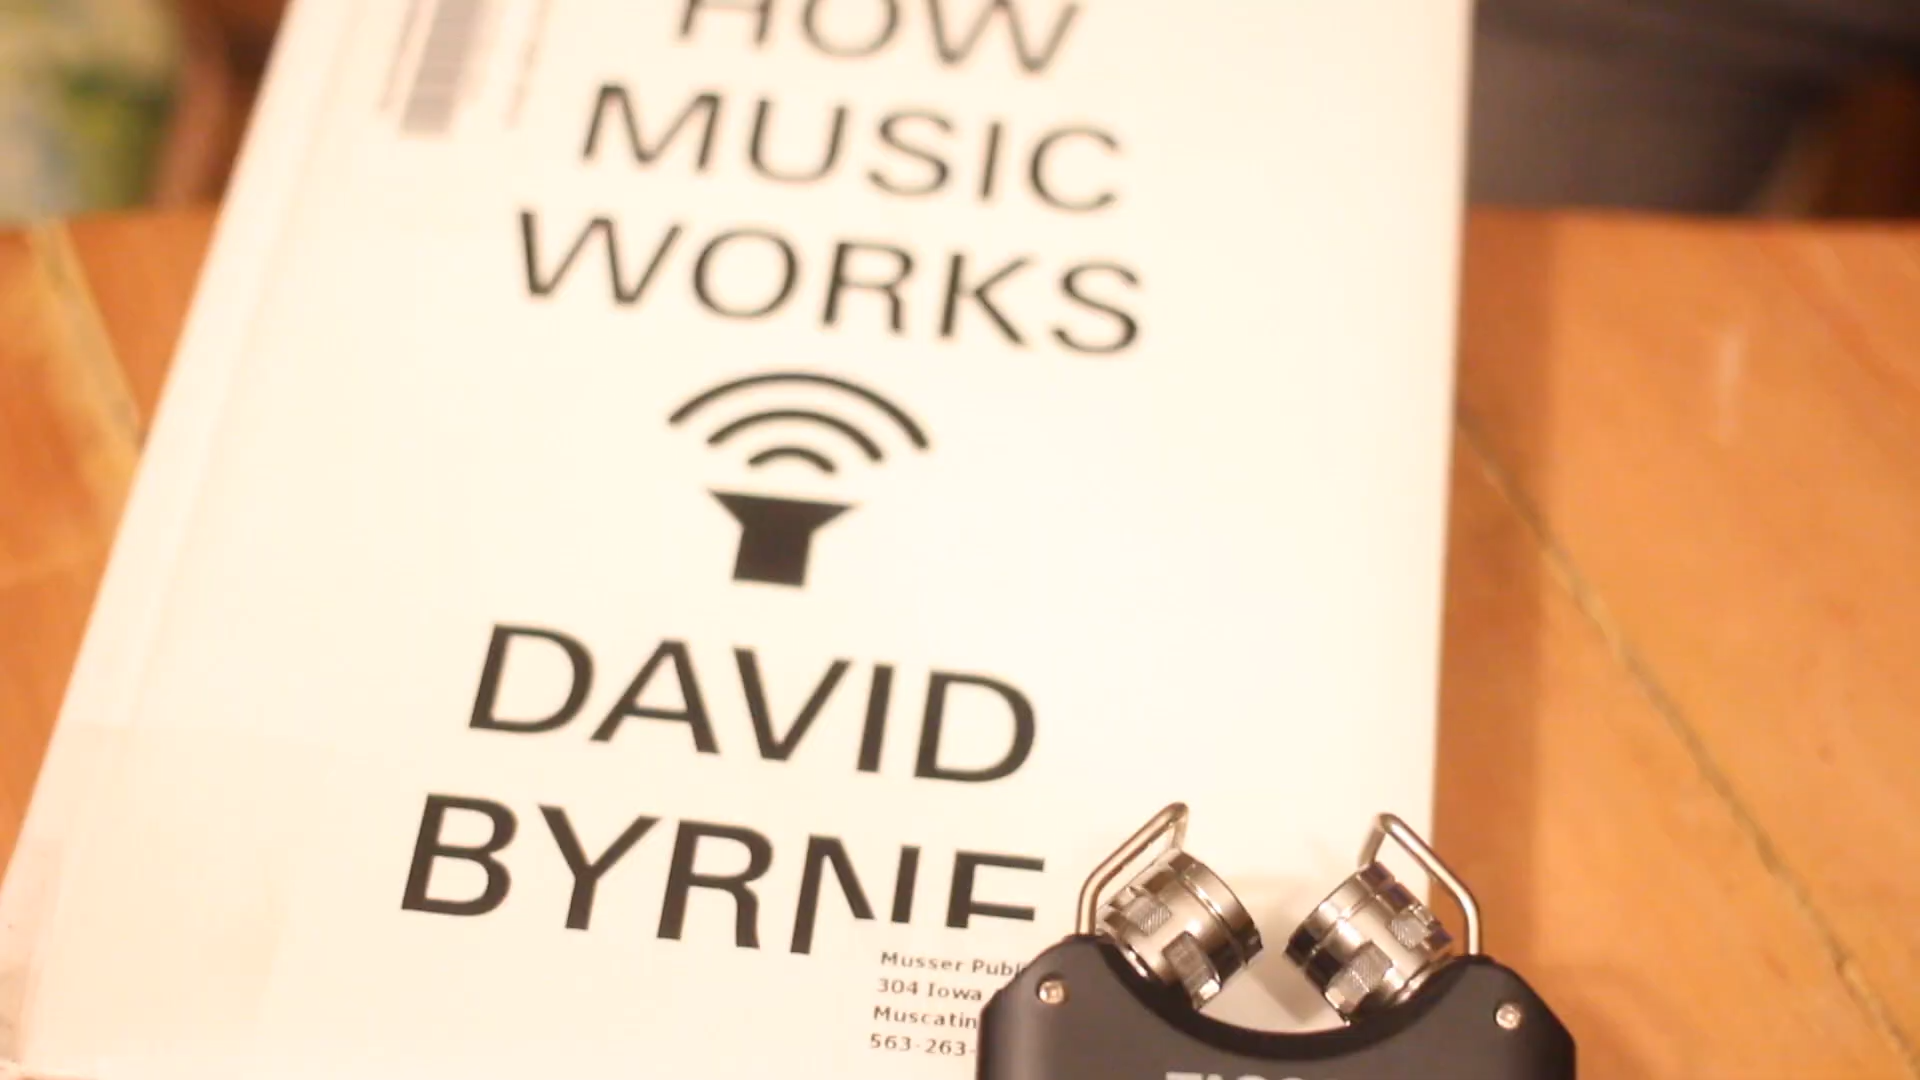 HOW
MUSIC
WORKS
DAVID
BYRNE
Musser Publ
304 Iowa
Muscatin
563-263-